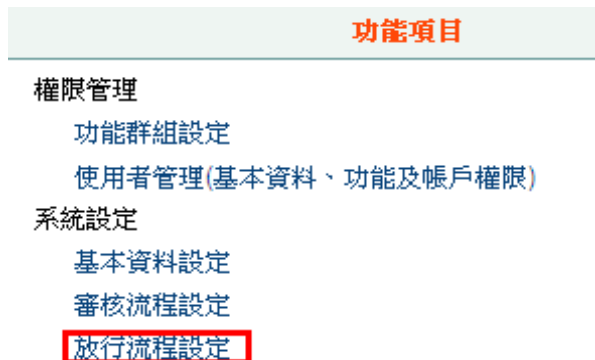 功能項目
權限管理
功能群組設定
使用者管理(基本資料、功能及帳戶權限)
系統設定
基本資料設定
審核流程設定
放行流程設定